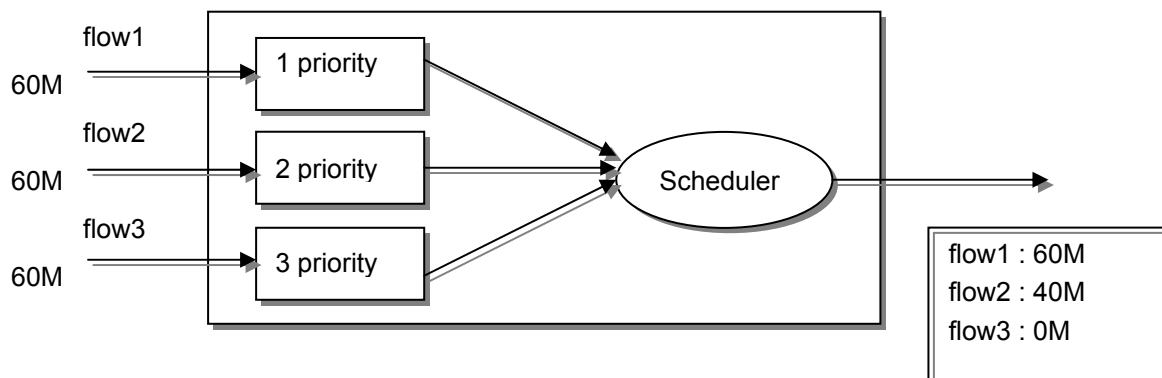 flow1
60M
1 priority
flow2
60M
2 priority
flow3
60M
3 priority
Scheduler
flow1 : 60M
flow2 : 40M
flow3 : 0M